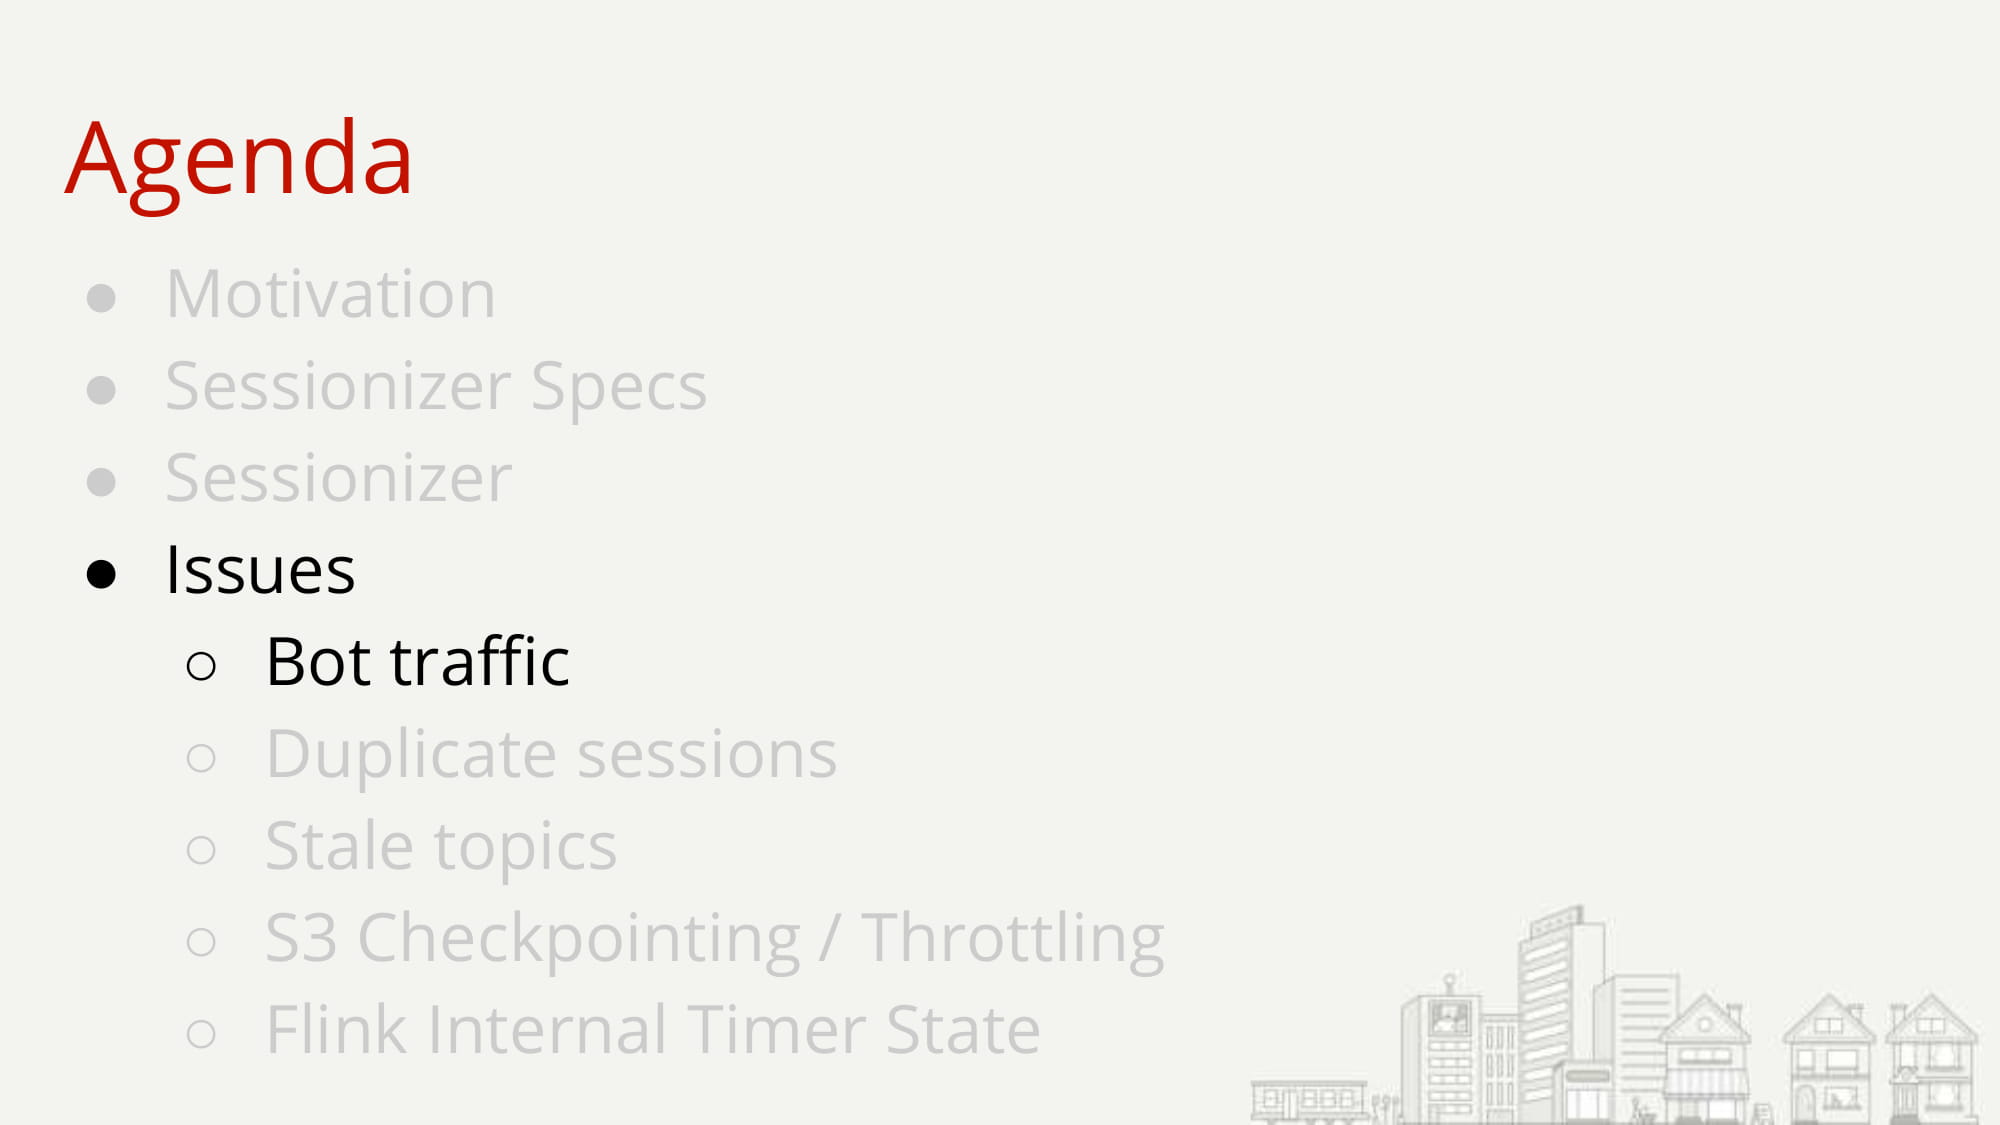 Agenda
● Motivation
● Sessionizer Specs
● Sessionizer
● Issues
○ Bot traffic
○ Duplicate sessions
○ Stale topics
○ S3 Checkpointing / Throttling
○ Flink Internal Timer State